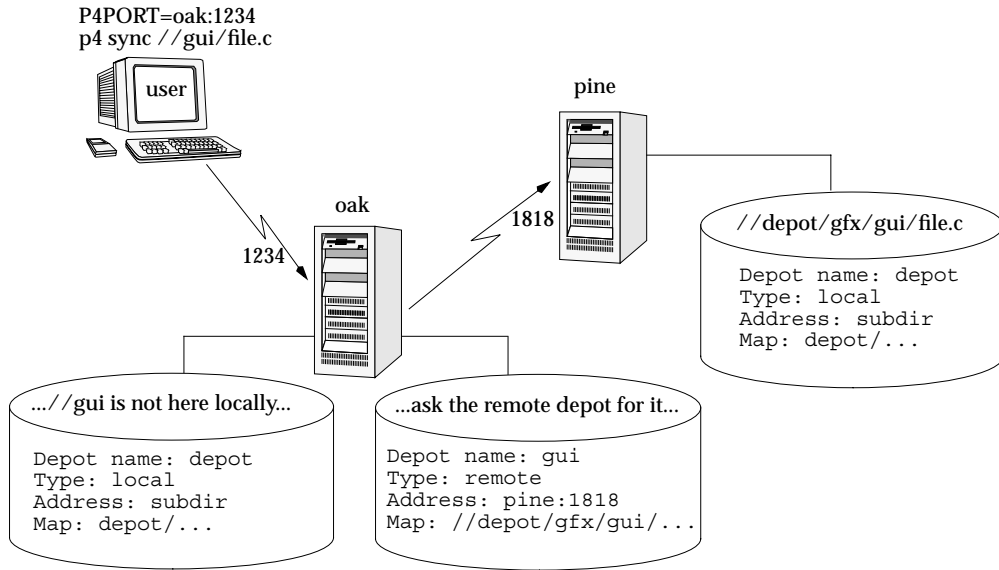 P4PORT=oak:1234
p4 sync //gui/file.c
user
pine
oak
1818
1234
//depot/gfx/gui/file.c
Depot name: depot
Type: local
Address: subdir
Map: depot/...
...//gui is not here locally...
Depot name: depot
Type: local
Address: subdir
Map: depot/...
...ask the remote depot for it...
Depot name: gui
Type: remote
Address: pine:1818
Map: //depot/gfx/gui/...